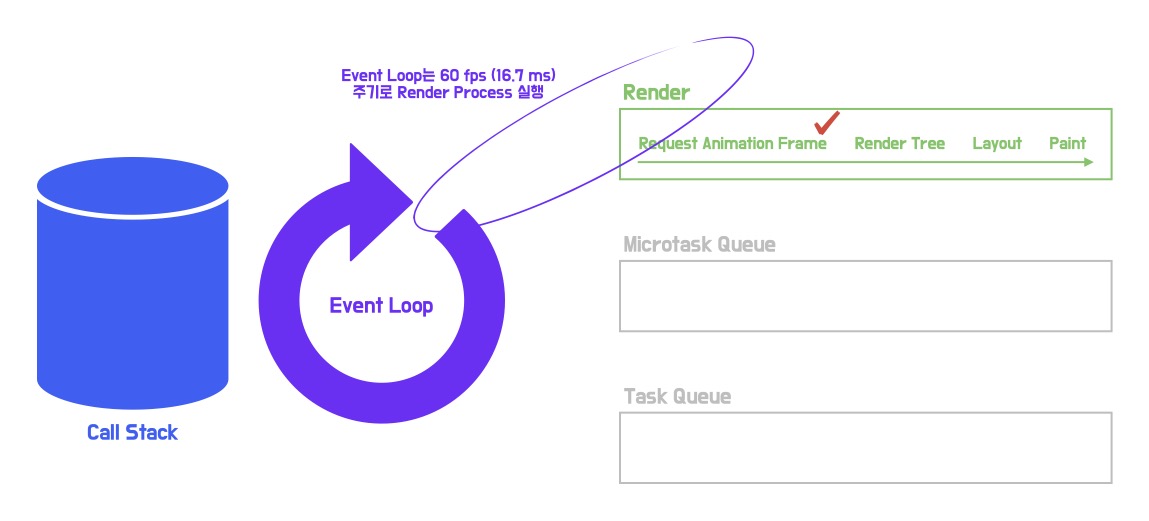 Event Loop는 60 fps (16.7 ms)
주기로 Render Process 실행
Render
Request Animation Frame Render Tree Layout Paint
Microtask Queue
Event Loop
Task Queue
Call Stack